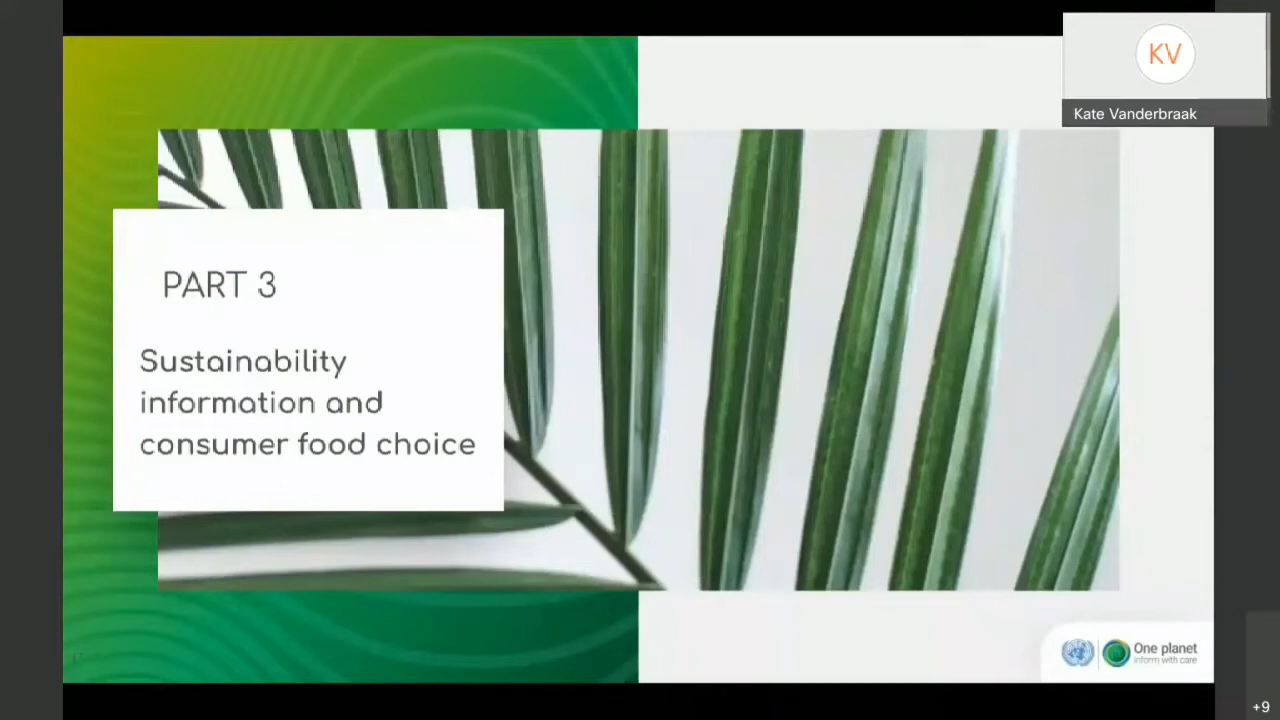 KV
Kate Vanderbraak
PART 3
Sustainability
information and
consumer food choice
One planet
inform with care
+9